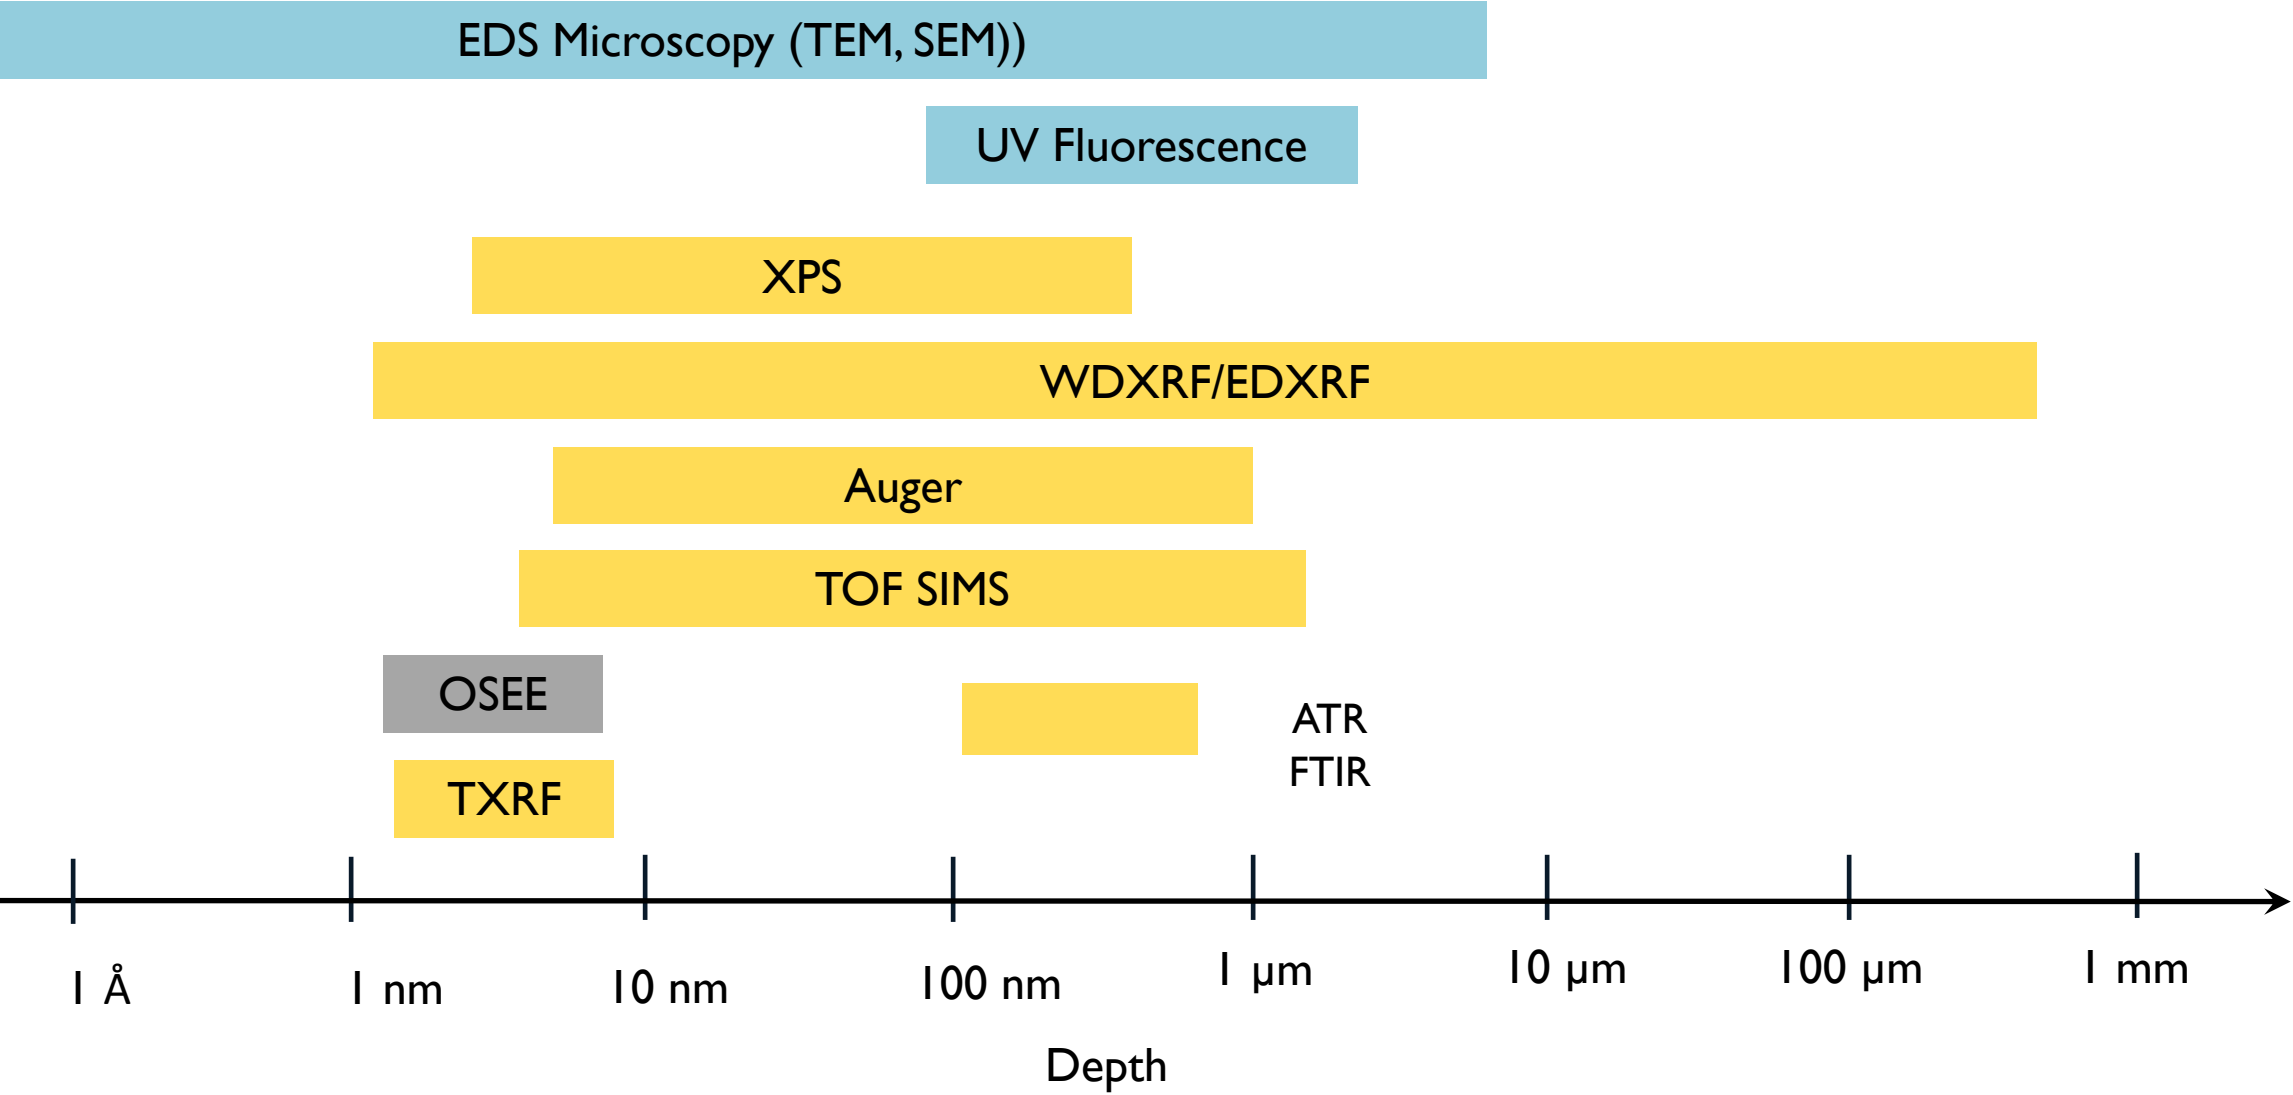 EDS Microscopy (TEM, SEM))
UV Fluorescence
XPS
WDXRF/EDXRF
Auger
TOF SIMS
OSEE
ATR
FTIR
TXRF
1 Å
1 nm
10 nm
100 nm
1 µm
10 µm
100 µm
1 mm
Depth